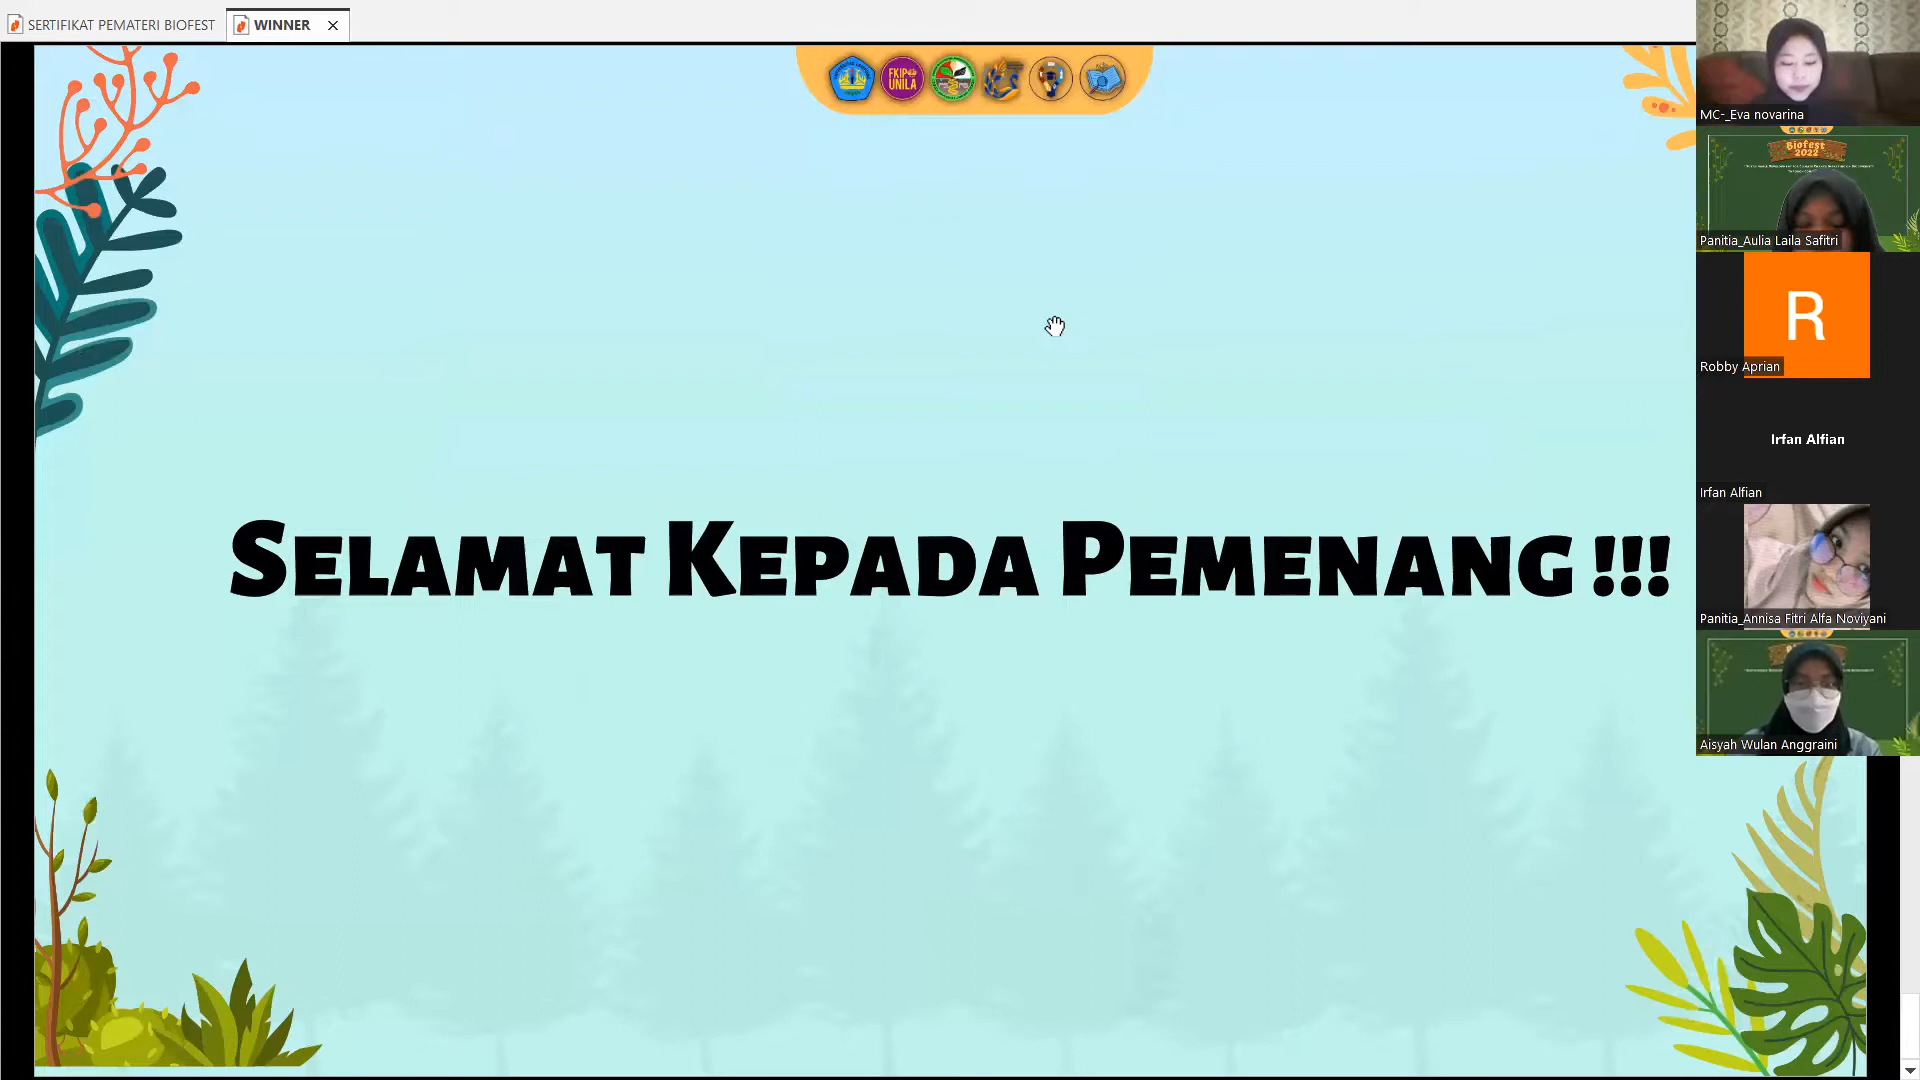 SERTIFIKAT PEMATERI BIOFEST
WINNER
FKIP
UNILA
SELAMAT KEPADA PEMENANG !!!
MC-_Eva novarina
Biofest
2022
Panitia_Aulia Laila Safitri
R
Robby Aprian
Irfan Alfian
Irfan Alfian
Panitia_Annisa Fitri Alfa Noviyani
Aisyah Wulan Anggraini